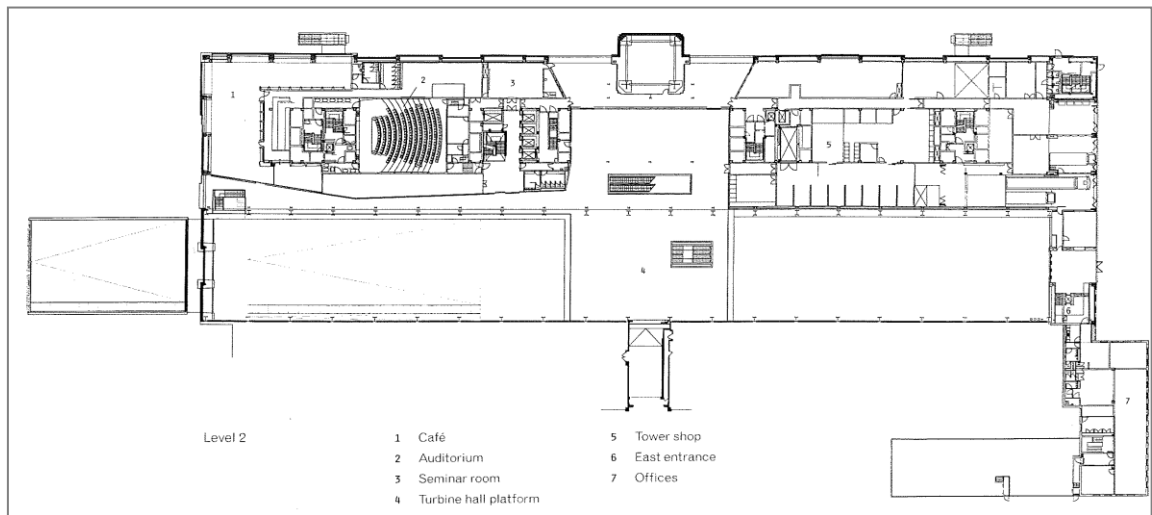 1
2
3
5
4
6
7
Level 2
1 Café
2 Auditorium
3 Seminar room
4 Turbine hall platform
5 Tower shop
6 East entrance
7 Offices